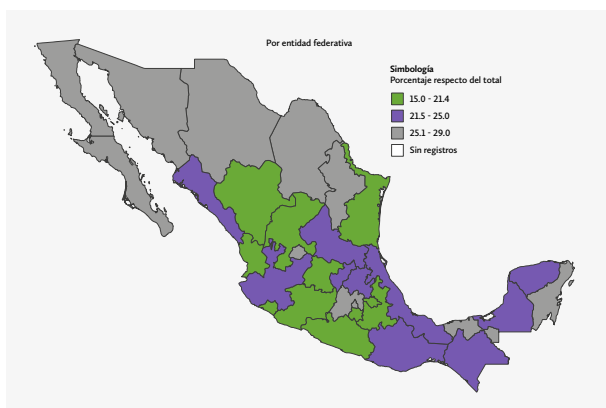 Por entidad federativa
Simbología
Porcentaje respecto del total
15.0 - 21.4
21.5 - 25.0
25.1 - 29.0
Sin registros